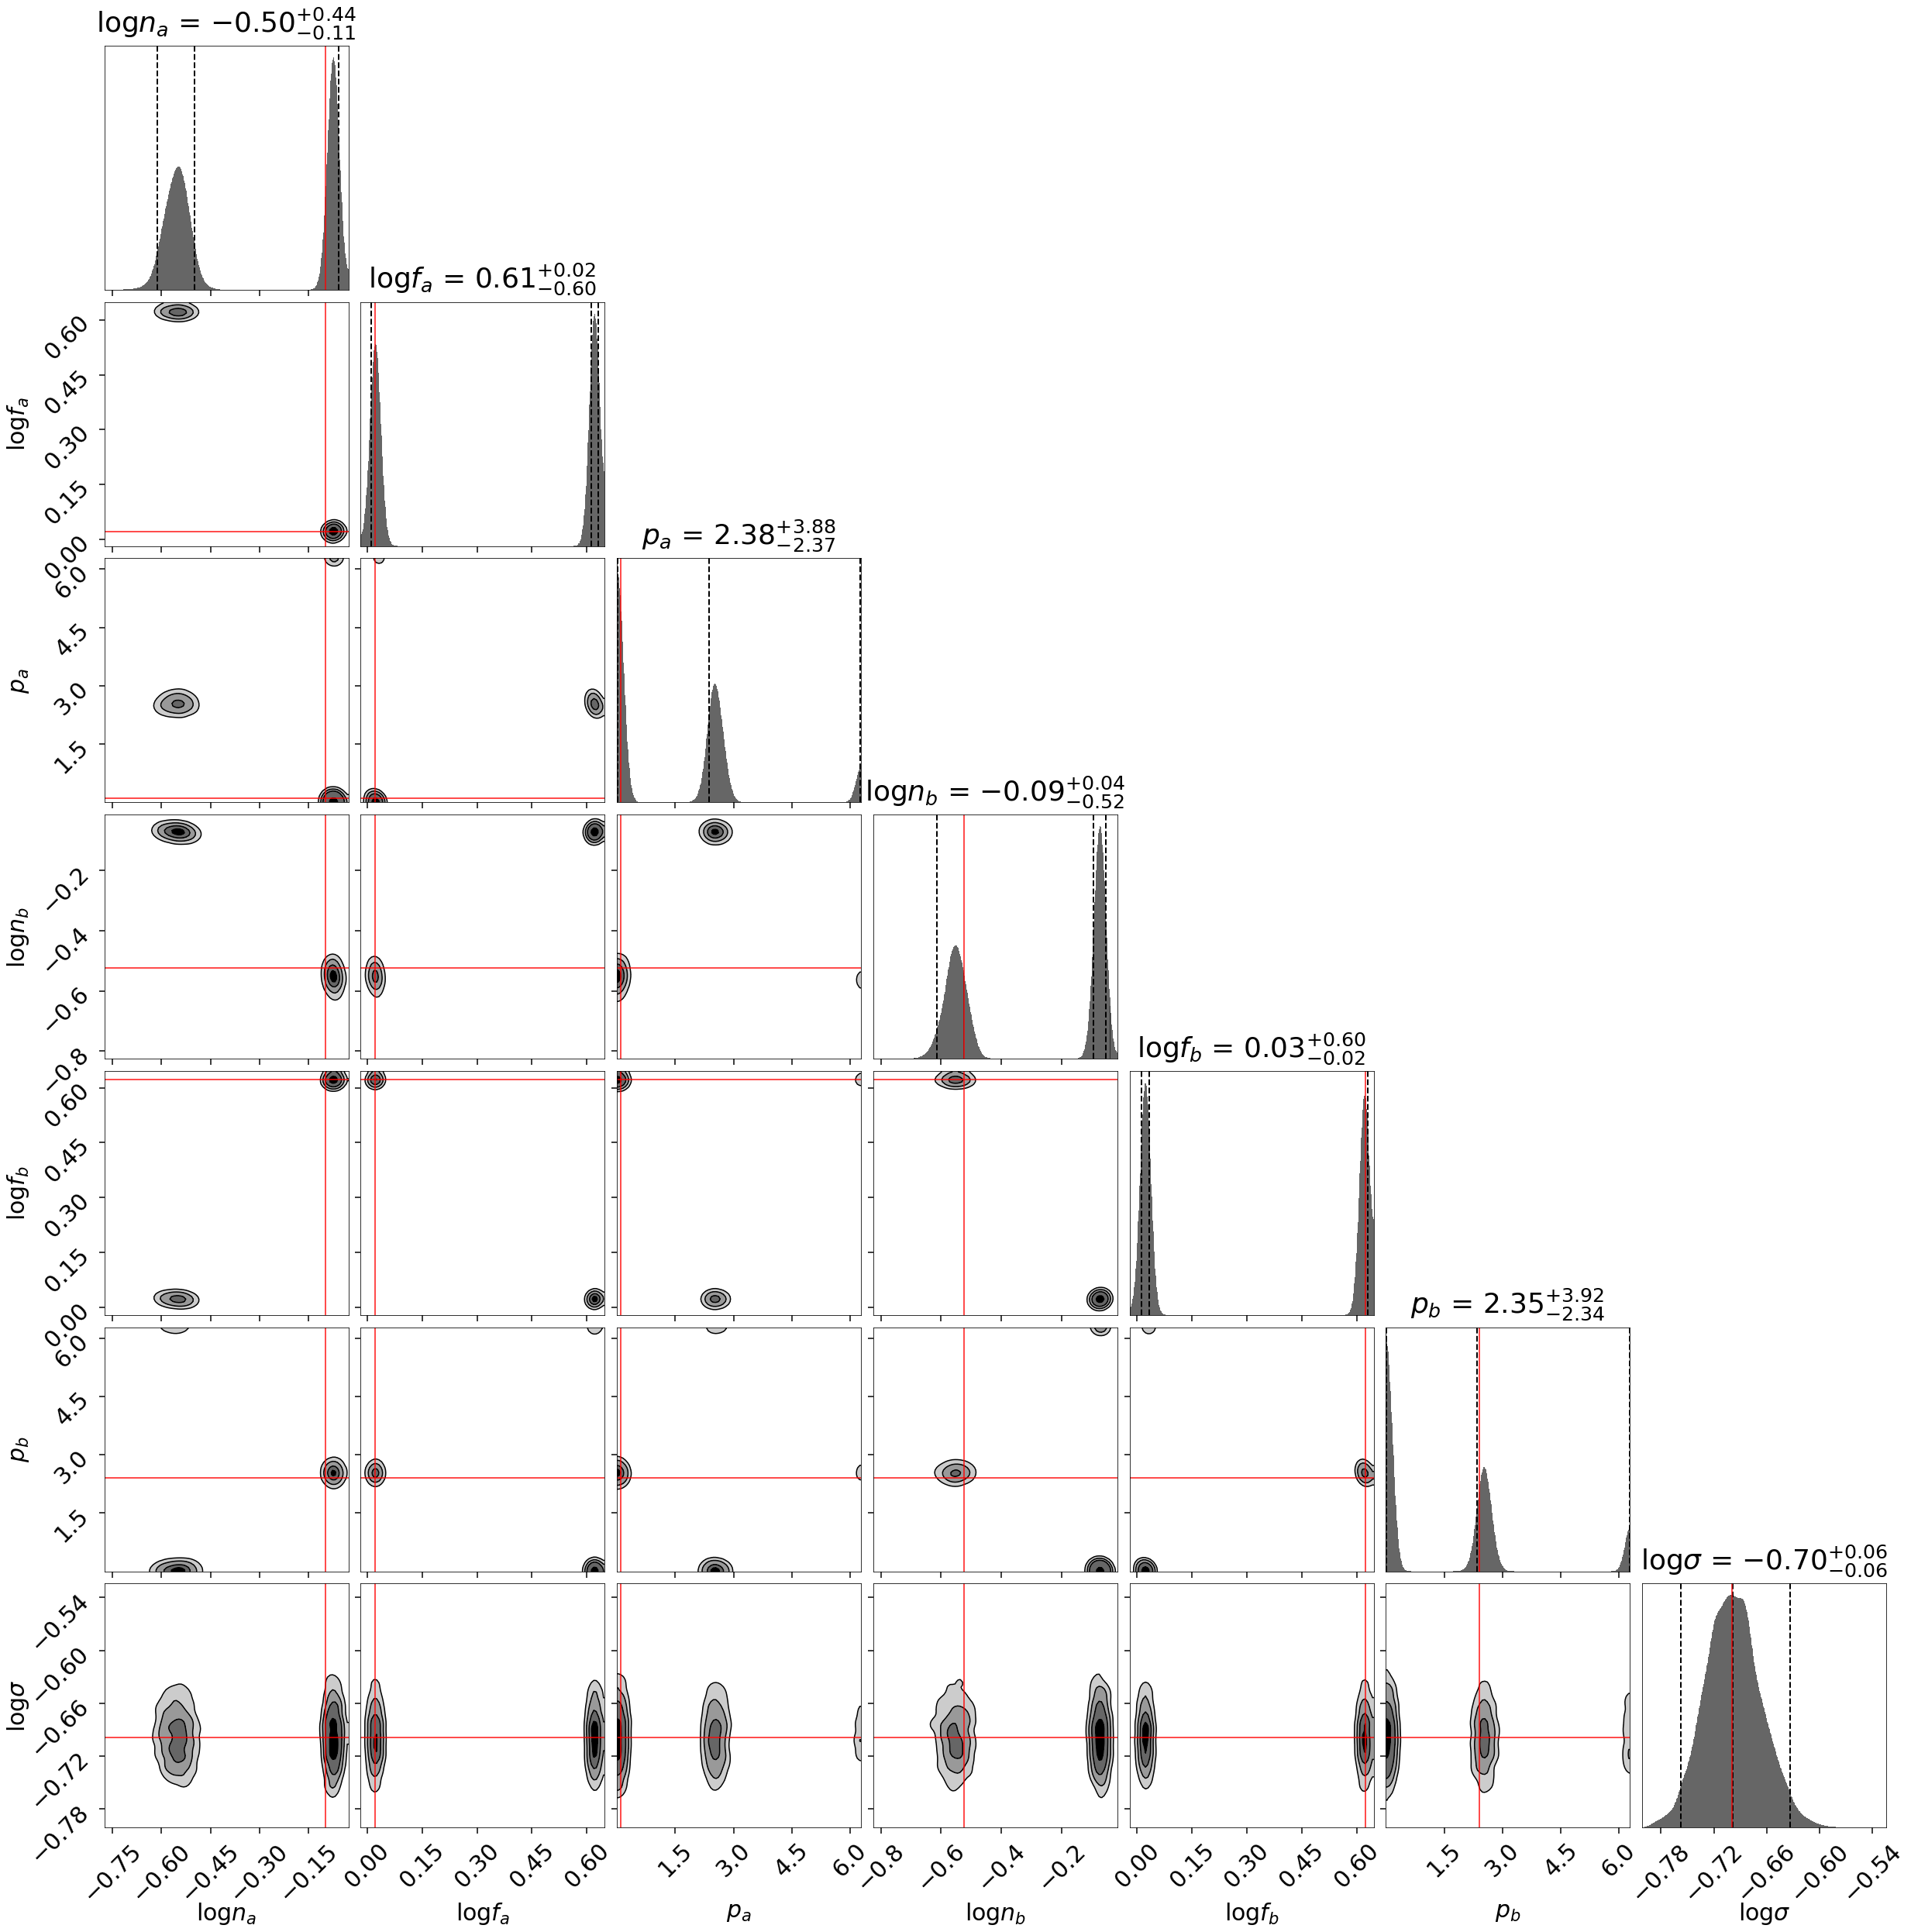 logn_a = −0.50^{+0.44}_{−0.11}
logf_a = 0.61^{+0.02}_{−0.60}
0.60
0.45
0.30
0.15
0.00
logf_a
p_a = 2.38^{+3.88}_{−2.37}
6.0
4.5
3.0
1.5
p_a
logn_b = −0.09^{+0.04}_{−0.52}
−0.2
−0.4
−0.6
−0.8
logn_b
logf_b = 0.03^{+0.60}_{−0.02}
0.60
0.45
0.30
0.15
0.00
logf_b
p_b = 2.35^{+3.92}_{−2.34}
6.0
4.5
3.0
1.5
p_b
logσ = −0.70^{+0.06}_{−0.06}
−0.54
−0.60
−0.66
−0.72
−0.78
logσ
−0.75 −0.60 −0.45 −0.30 −0.15
0.00 0.15 0.30 0.45 0.60
1.5 3.0 4.5 6.0
−0.8 −0.6 −0.4 −0.2
0.00 0.15 0.30 0.45 0.60
1.5 3.0 4.5 6.0
−0.78 −0.72 −0.66 −0.60 −0.54
logn_a logf_a p_a logn_b logf_b p_b logσ